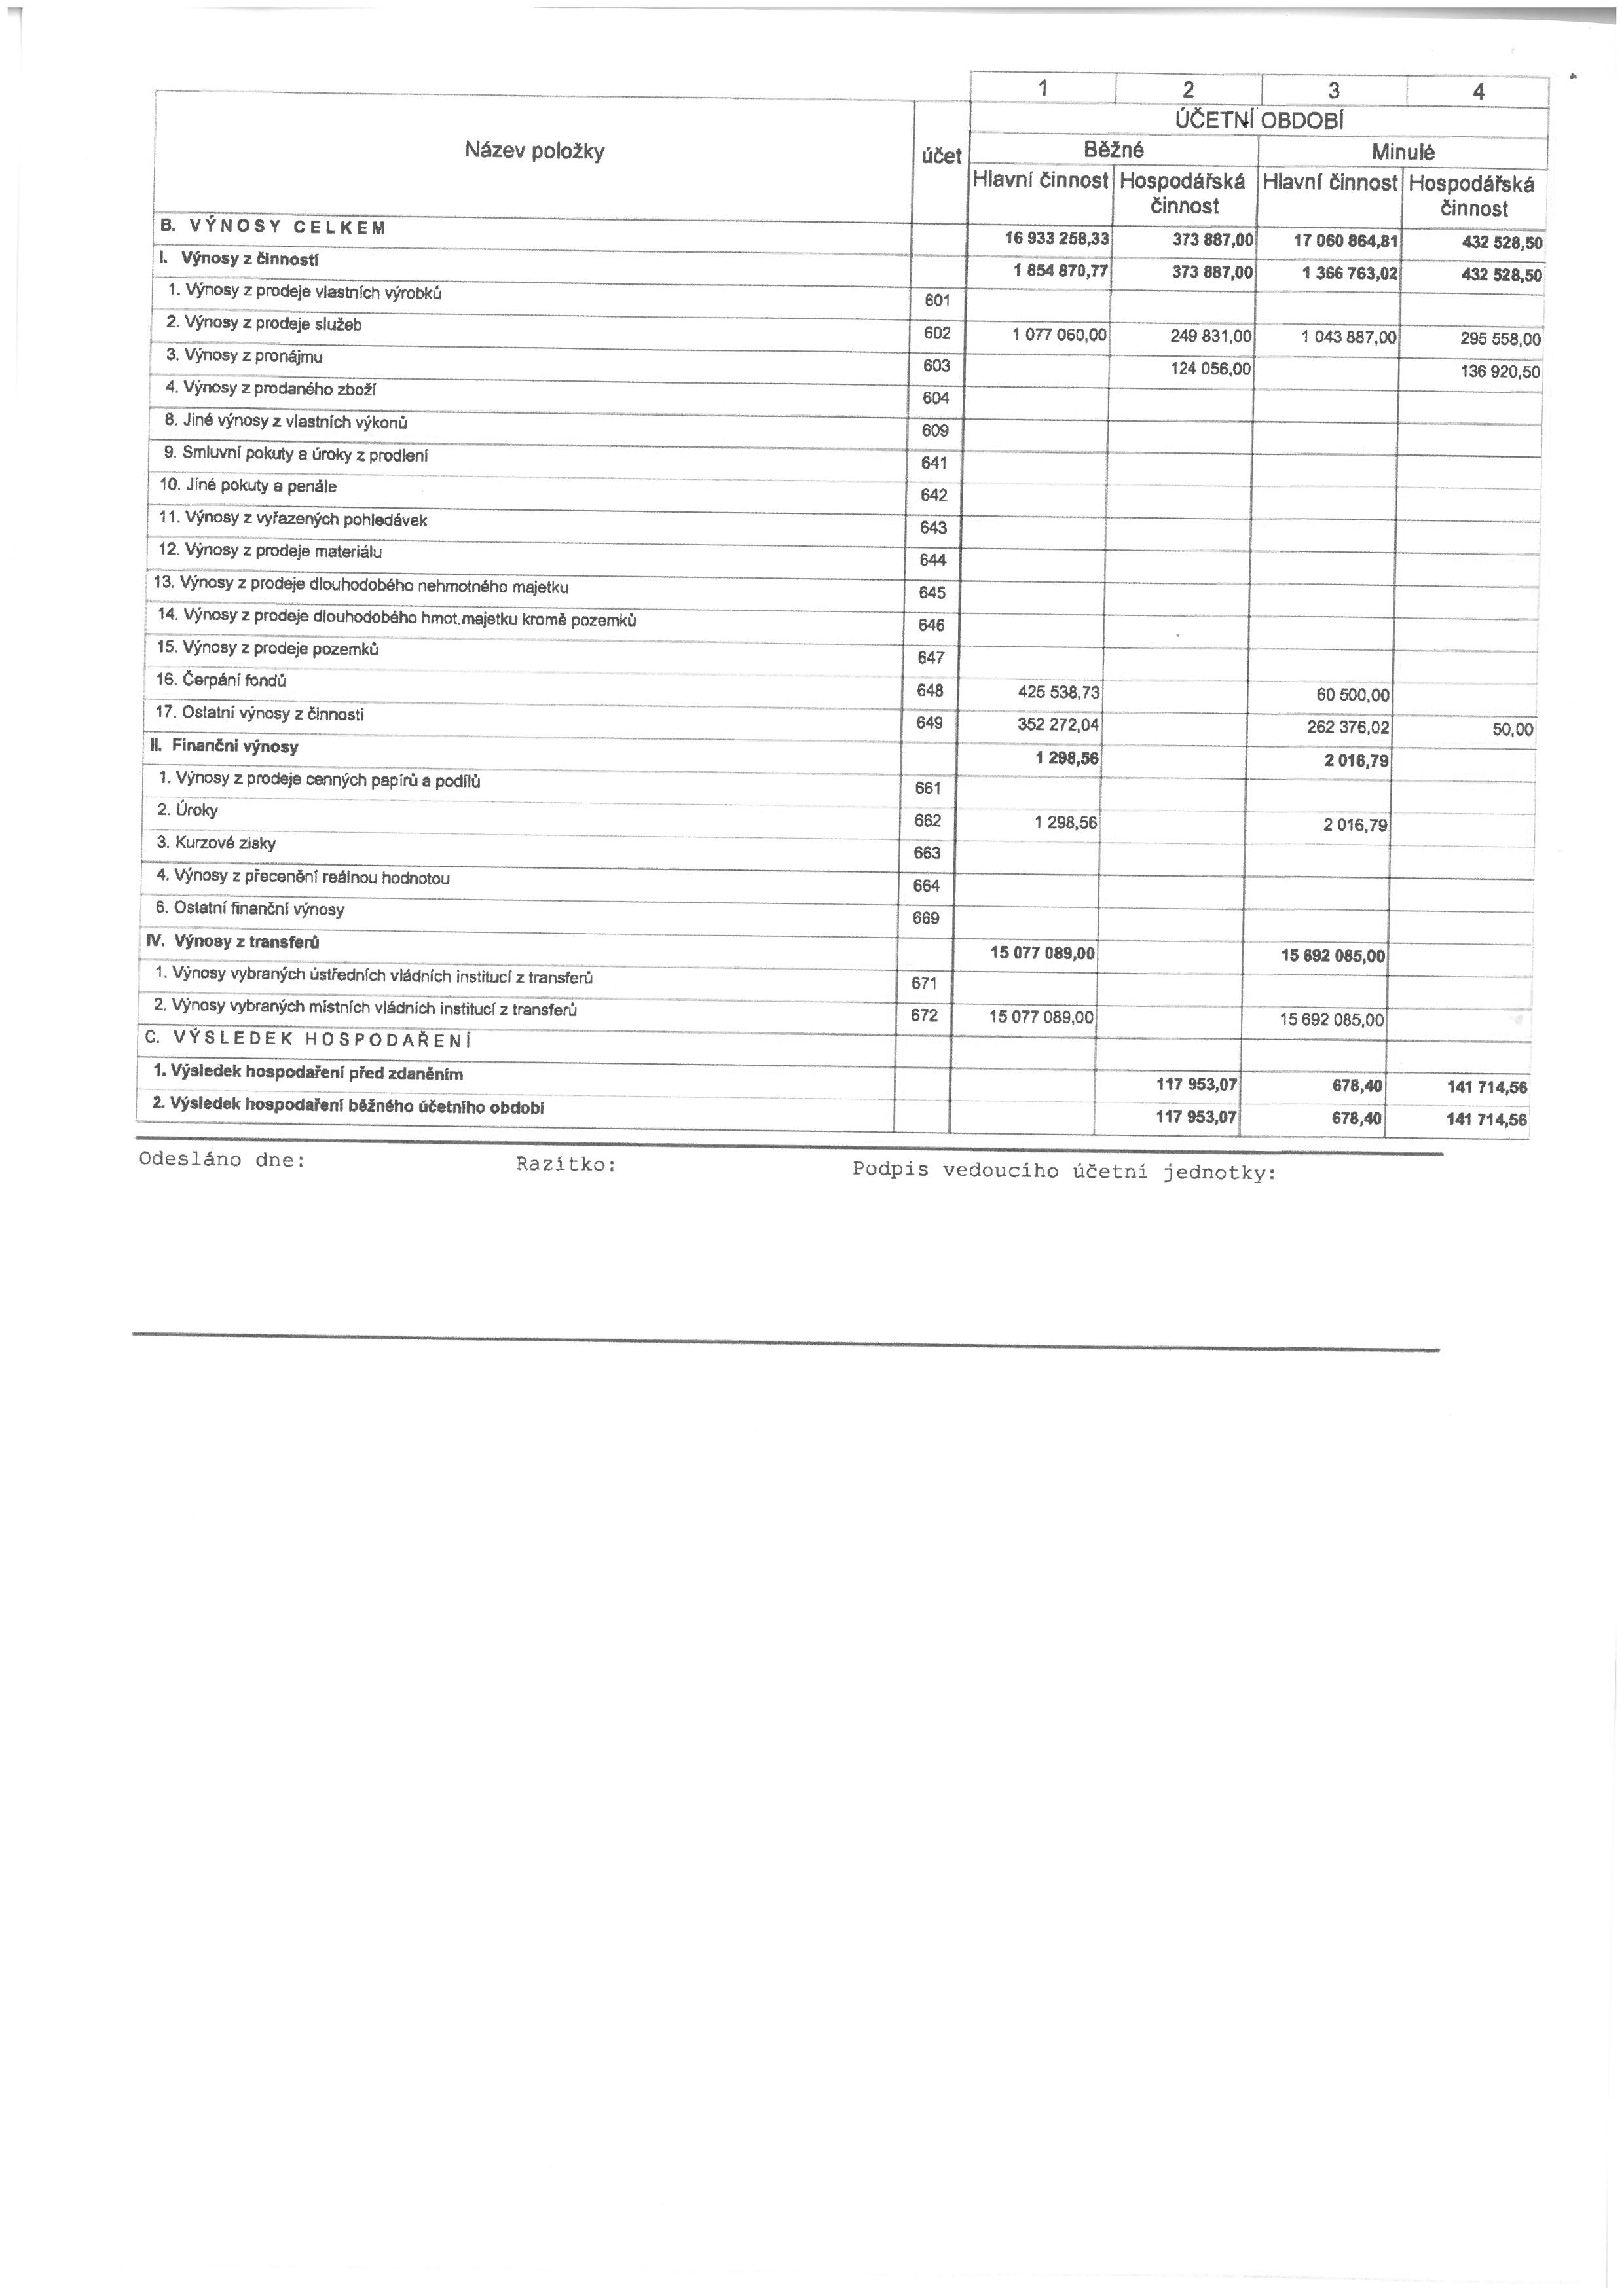 1 2 3 4
ÚČETNÍ OBDOBÍ
Název položky účet Běžné Minulé
Hlavní činnost Hospodářská činnost Hlavní činnost Hospodářská činnost
B. VÝNOSY CELKEM 16 933 258,33 373 887,00 17 060 864,81 432 528,50
I. Výnosy z činností 1 854 870,77 373 887,00 1 366 763,02 432 528,50
1. Výnosy z prodeje vlastních výrobků 601
2. Výnosy z prodeje služeb 602 1 077 060,00 249 831,00 1 043 887,00 295 558,00
3. Výnosy z pronájmu 603 124 056,00 136 920,50
4. Výnosy z prodaného zboží 604
8. Jiné výnosy z vlastních výkonů 609
9. Smluvní pokuty a úroky z prodlení 641
10. Jiné pokuty a penále 642
11. Výnosy z vyřazených pohledávek 643
12. Výnosy z prodeje materiálu 644
13. Výnosy z prodeje dlouhodobého nehmotného majetku 645
14. Výnosy z prodeje dlouhodobého hmot.majetku kromě pozemků 646
15. Výnosy z prodeje pozemků 647
16. Čerpání fondů 648 425 538,73 60 500,00
17. Ostatní výnosy z činnosti 649 352 272,04 262 376,02 50,00
II. Finanční výnosy 1 298,56 2 016,79
1. Výnosy z prodeje cenných papírů a podílů 661
2. Úroky 662 1 298,56 2 016,79
3. Kurzové zisky 663
4. Výnosy z přecenění reálnou hodnotou 664
6. Ostatní finanční výnosy 669
IV. Výnosy z transferů 15 077 089,00 15 692 085,00
1. Výnosy vybraných ústředních vládních institucí z transferů 671
2. Výnosy vybraných místních vládních institucí z transferů 672 15 077 089,00 15 692 085,00
C. VÝSLEDEK HOSPODAŘENÍ
1. Výsledek hospodaření před zdaněním 117 953,07 678,40 141 714,56
2. Výsledek hospodaření běžného účetního období 117 953,07 678,40 141 714,56
Odesláno dne: Razítko: Podpis vedoucího účetní jednotky: